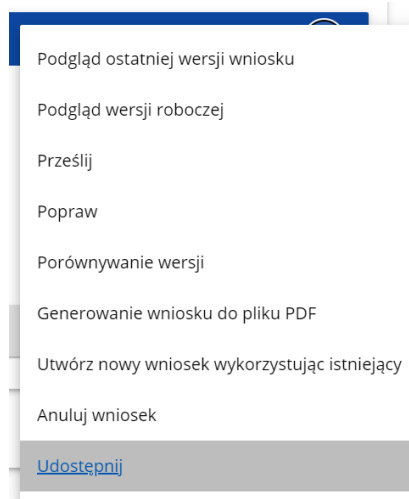 Podgląd ostatniej wersji wniosku
Podgląd wersji roboczej
Prześlij
Popraw
Porównywanie wersji
Generowanie wniosku do pliku PDF
Utwórz nowy wniosek wykorzystując istniejący
Anuluj wniosek
Udostępnij